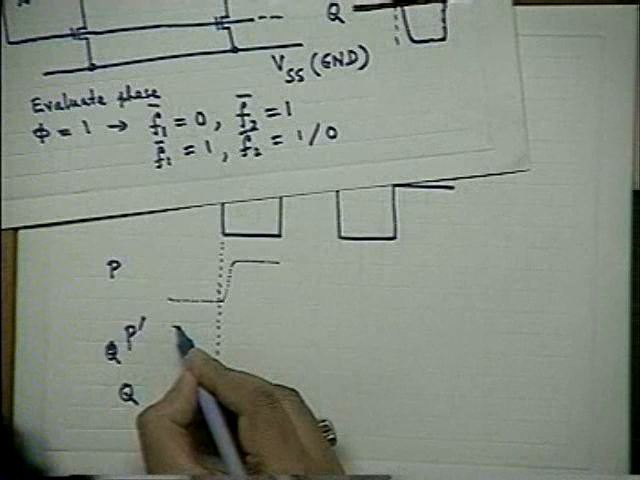 Q
V_SS (GND)
Evaluate phase
Φ = 1 → f̄₁ = 0, f̄₂ = 1
f̄₁ = 1, f̄₂ = 1/0
P
P'
Q